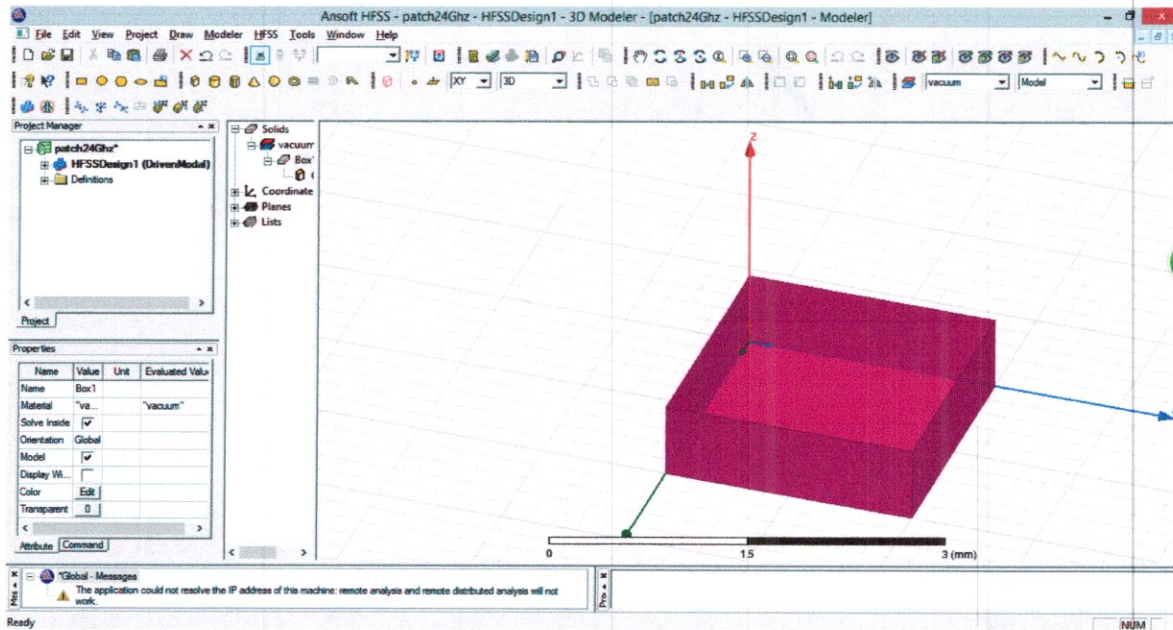 Ansoft HFSS - patch24Ghz - HFSSDesign1 - 3D Modeler - [patch24Ghz - HFSSDesign1 - Modeler]
File Edit View Project Draw Modeler HFSS Tools Window Help
XY 3D vacuum Model
Project Manager
patch24Ghz*
HFSSDesign1 (DrivenModal)
Definitions
Project
Solids
vacuum
Box1
Coordinate
Planes
Lists
Properties
Name Value Unit Evaluated Valu
Name Box1
Material "va... "vacuum"
Solve Inside
Orientation Global
Model
Display Wi...
Color Edit
Transparent 0
Attribute Command
Z
0 1.5 3 (mm)
*Global - Messages
The application could not resolve the IP address of this machine: remote analysis and remote distributed analysis will not
work.
Ready
NUM